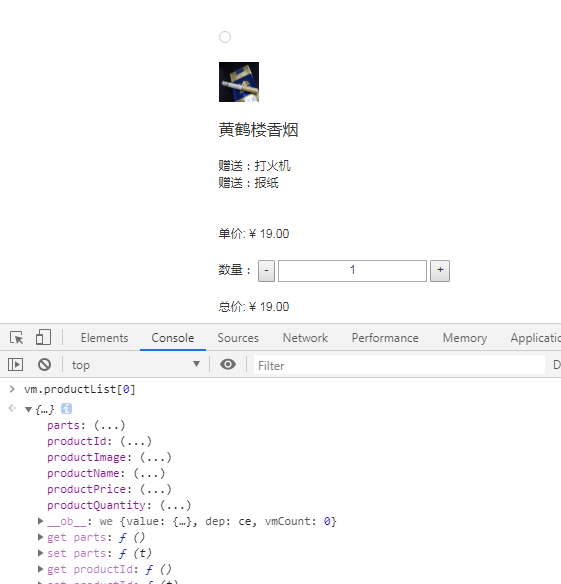 黄鹤楼香烟
赠送：打火机
赠送：报纸
单价: ¥ 19.00
数量： - 1 +
总价: ¥ 19.00
Elements Console Sources Network Performance Memory Applicatio
top ▼ Filter D
> vm.productList[0]
▼{…} i
parts: (...)
productId: (...)
productImage: (...)
productName: (...)
productPrice: (...)
productQuantity: (...)
▶__ob__: we {value: {…}, dep: ce, vmCount: 0}
▶get parts: ƒ ()
▶set parts: ƒ (t)
▶get productId: ƒ ()
▶set productId: ƒ (t)